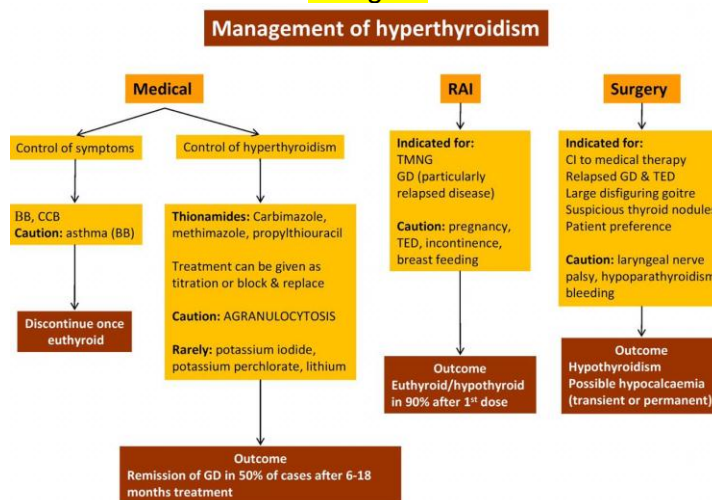 Management of hyperthyroidism
Medical
RAI
Surgery
Control of symptoms
Control of hyperthyroidism
BB, CCB
Caution: asthma (BB)
Discontinue once
euthyroid
Thionamides: Carbimazole,
methimazole, propylthiouracil
Treatment can be given as
titration or block & replace
Caution: AGRANULOCYTOSIS
Rarely: potassium iodide,
potassium perchlorate, lithium
Outcome
Remission of GD in 50% of cases after 6-18
months treatment
Indicated for:
TMNG
GD (particularly
relapsed disease)
Caution: pregnancy,
TED, incontinence,
breast feeding
Outcome
Euthyroid/hypothyroid
in 90% after 1st dose
Indicated for:
CI to medical therapy
Relapsed GD & TED
Large disfiguring goitre
Suspicious thyroid nodules
Patient preference
Caution: laryngeal nerve
palsy, hypoparathyroidism,
bleeding
Outcome
Hypothyroidism
Possible hypocalcaemia
(transient or permanent)